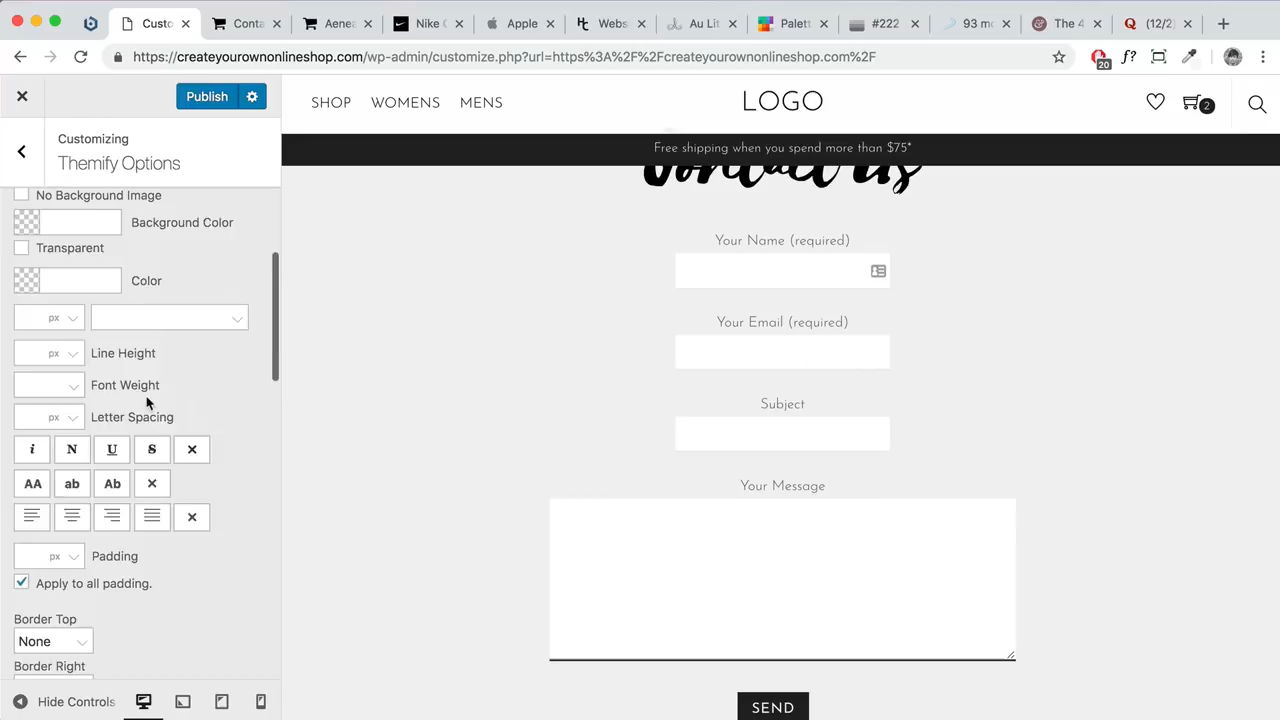 Custo
Conta
Aenea
Nike C
Apple
Webs
Au Lit
Palett
#222
93 mo
The 4
(12/2)
https://createyourownonlineshop.com/wp-admin/customize.php?url=https%3A%2F%2Fcreateyourownonlineshop.com%2F
f?
20
Publish
SHOP WOMENS MENS
LOGO
2
Customizing
Themify Options
Free shipping when you spend more than $75*
Contact Us
No Background Image
Background Color
Transparent
Color
px
px Line Height
Font Weight
px Letter Spacing
i N U S
AA ab Ab
px Padding
Apply to all padding.
Border Top
None
Border Right
Hide Controls
Your Name (required)
Your Email (required)
Subject
Your Message
SEND